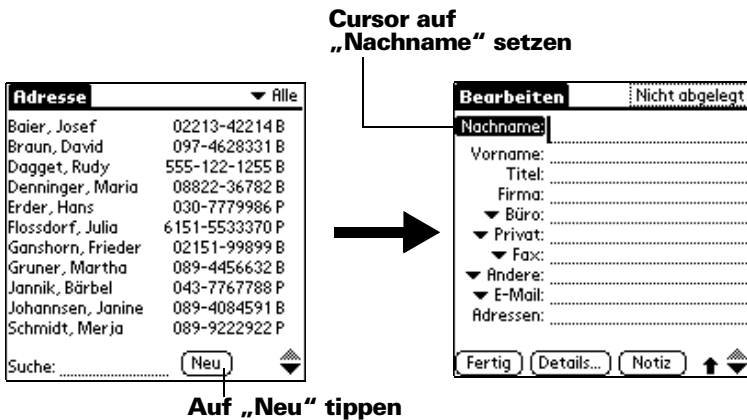 Cursor auf
„Nachname“ setzen
Adresse Alle
Baier, Josef 02213-42214 B
Braun, David 097-4628331 B
Dagget, Rudy 555-122-1255 B
Denninger, Maria 08822-36782 B
Erder, Hans 030-7779986 P
Flossdorf, Julia 6151-5533370 P
Ganshorn, Frieder 02151-99899 B
Gruner, Martha 089-4456632 B
Jannik, Bärbel 043-7767788 P
Johannsen, Janine 089-4084591 B
Schmidt, Merja 089-9222922 P
Suche: Neu
Auf „Neu“ tippen
Bearbeiten Nicht abgelegt
Nachname:
Vorname:
Titel:
Firma:
Büro:
Privat:
Fax:
Andere:
E-Mail:
Adressen:
Fertig Details... Notiz